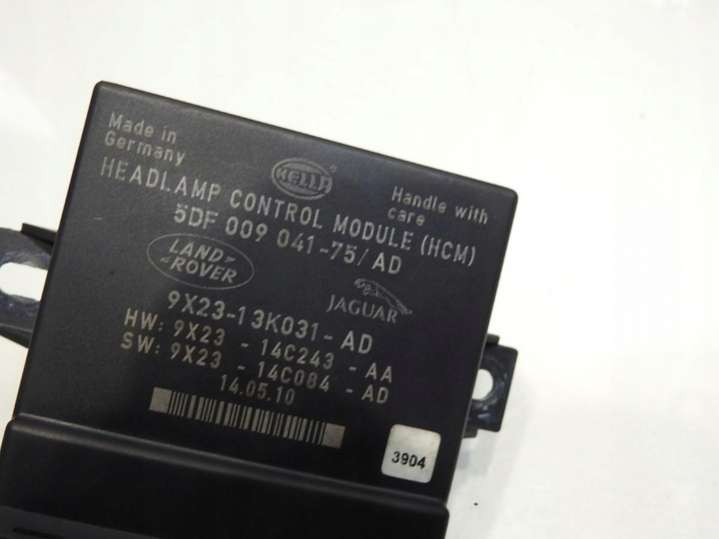 Made in
Germany
HELLA
Handle with
care
HEADLAMP CONTROL MODULE (HCM)
5DF 009 041-75/AD
LAND
ROVER
JAGUAR
9X23-13K031-AD
HW: 9X23 - 14C243 - AA
SW: 9X23 - 14C084 - AD
14.05.10
3904